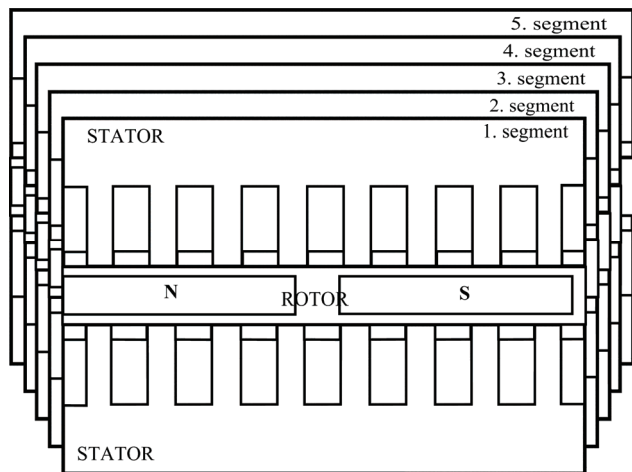 5. segment
4. segment
3. segment
2. segment
1. segment
STATOR
N
ROTOR
S
STATOR